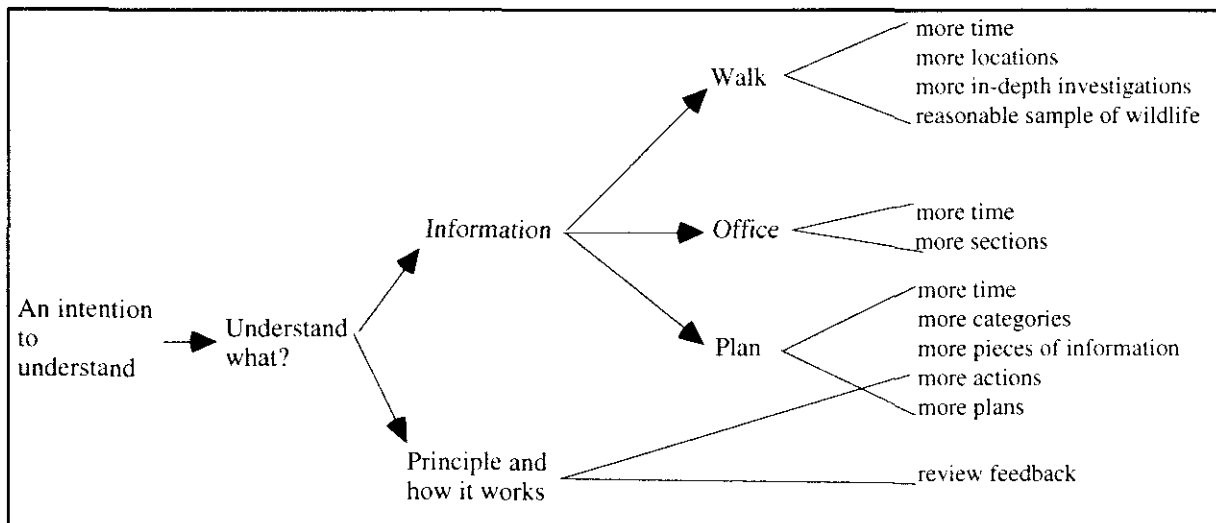 An intention
to
understand
Understand
what?
Information
Principle and
how it works
Walk
more time
more locations
more in-depth investigations
reasonable sample of wildlife
Office
more time
more sections
Plan
more time
more categories
more pieces of information
more actions
more plans
review feedback